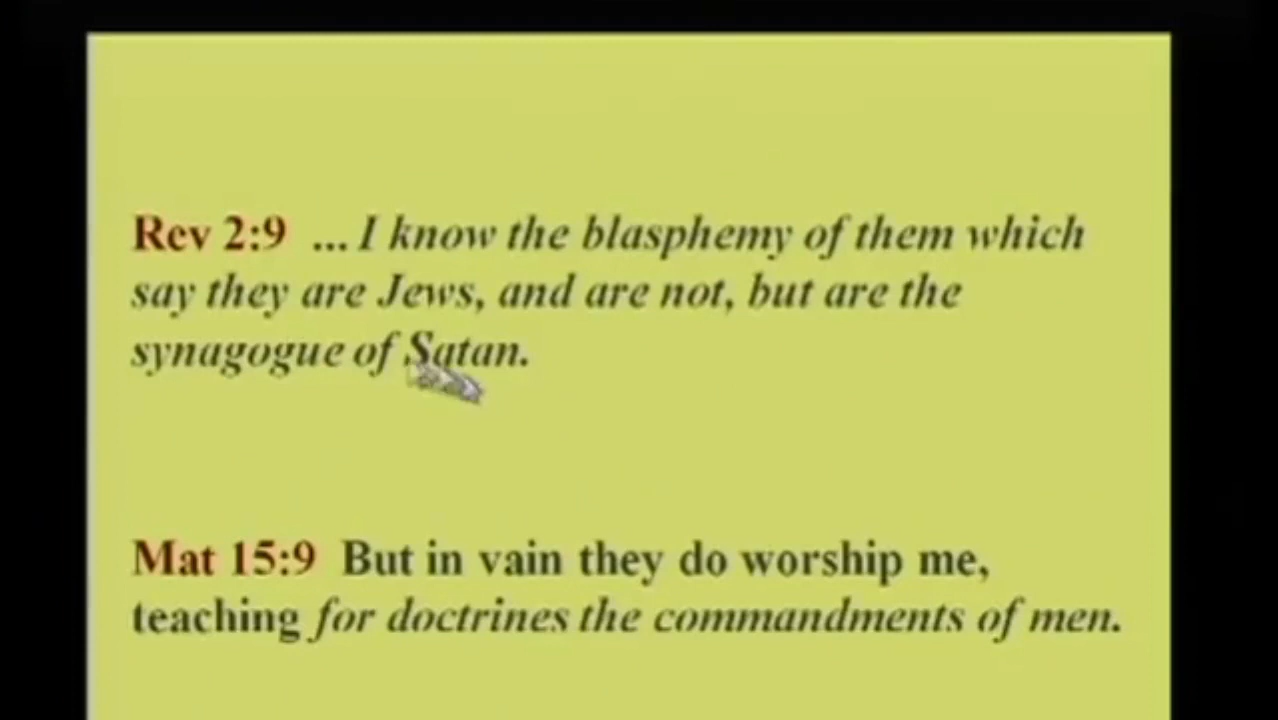 Rev 2:9 ... I know the blasphemy of them which
say they are Jews, and are not, but are the
synagogue of Satan.
Mat 15:9 But in vain they do worship me,
teaching for doctrines the commandments of men.